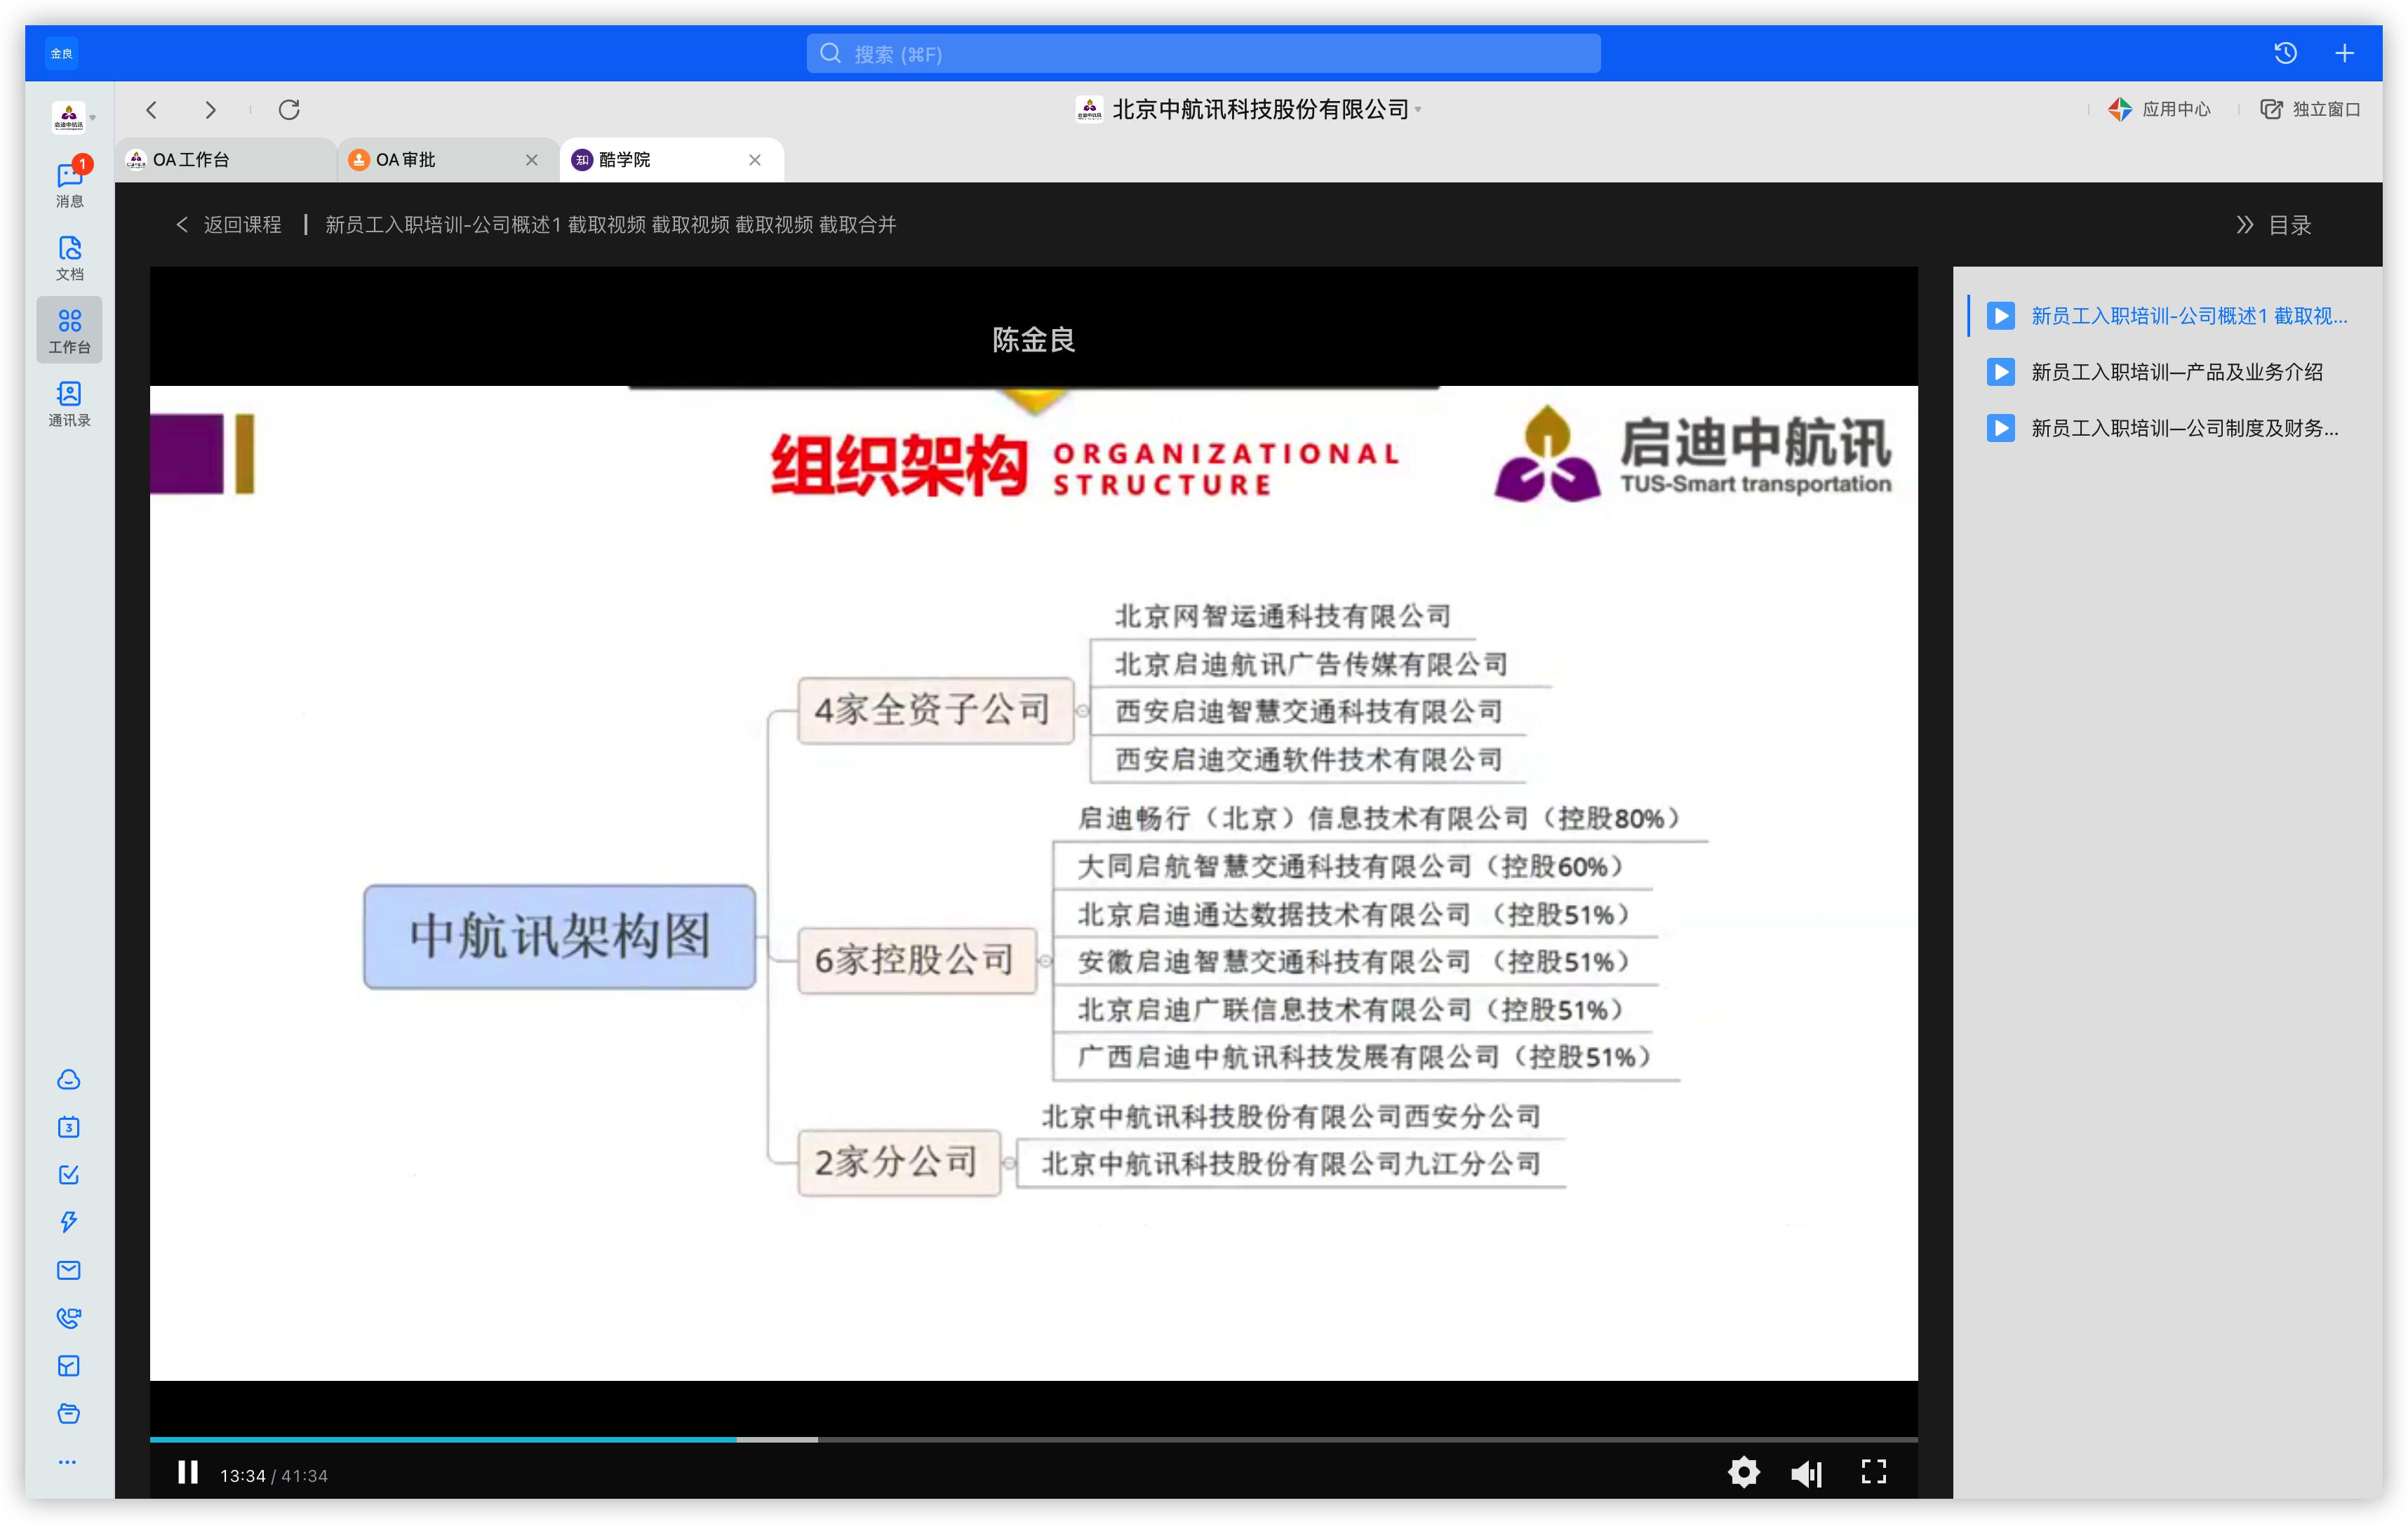 金良
搜索 (⌘F)
北京中航讯科技股份有限公司
应用中心
独立窗口
OA工作台
OA审批
知 酷学院
1
消息
文档
工作台
通讯录
3
返回课程
新员工入职培训-公司概述1 截取视频 截取视频 截取视频 截取合并
目录
陈金良
组织架构
ORGANIZATIONAL
STRUCTURE
启迪中航讯
TUS-Smart transportation
中航讯架构图
4家全资子公司
北京网智运通科技有限公司
北京启迪航讯广告传媒有限公司
西安启迪智慧交通科技有限公司
西安启迪交通软件技术有限公司
6家控股公司
启迪畅行（北京）信息技术有限公司（控股80%）
大同启航智慧交通科技有限公司（控股60%）
北京启迪通达数据技术有限公司 （控股51%）
安徽启迪智慧交通科技有限公司 （控股51%）
北京启迪广联信息技术有限公司（控股51%）
广西启迪中航讯科技发展有限公司（控股51%）
2家分公司
北京中航讯科技股份有限公司西安分公司
北京中航讯科技股份有限公司九江分公司
新员工入职培训-公司概述1 截取视...
新员工入职培训—产品及业务介绍
新员工入职培训—公司制度及财务...
13:34 / 41:34